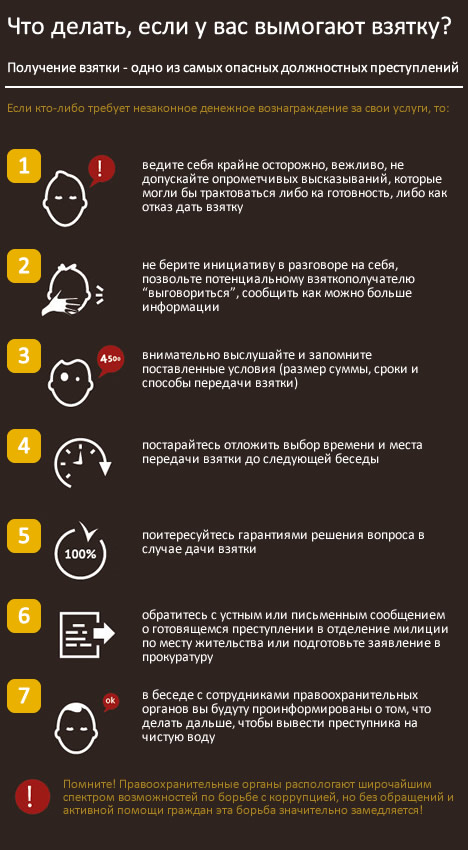 Что делать, если у вас вымогают взятку?
Получение взятки - одно из самых опасных должностных преступлений
Если кто-либо требует незаконное денежное вознаграждение за свои услуги, то:
1
!
ведите себя крайне осторожно, вежливо, не
допускайте опрометчивых высказываний, которые
могли бы трактоваться либо ка готовность, либо как
отказ дать взятку
2
не берите инициативу в разговоре на себя,
позвольте потенциальному взяткополучателю
“выговориться”, сообщить как можно больше
информации
3
4500
внимательно выслушайте и запомните
поставленные условия (размер суммы, сроки и
способы передачи взятки)
4
постарайтесь отложить выбор времени и места
передачи взятки до следующей беседы
5
100%
поитересуйтесь гарантиями решения вопроса в
случае дачи взятки
6
обратитесь с устным или письменным сообщением
о готовящемся преступлении в отделение милиции
по месту жительства или подготовьте заявление в
прокуратуру
7
ok
в беседе с сотрудниками правоохранительных
органов вы будуту проинформированы о том, что
делать дальше, чтобы вывести преступника на
чистую воду
!
Помните! Правоохранительные органы распологают широчайшим
спектром возможностей по борьбе с коррупцией, но без обращений и
активной помощи граждан эта борьба значительно замедляется!